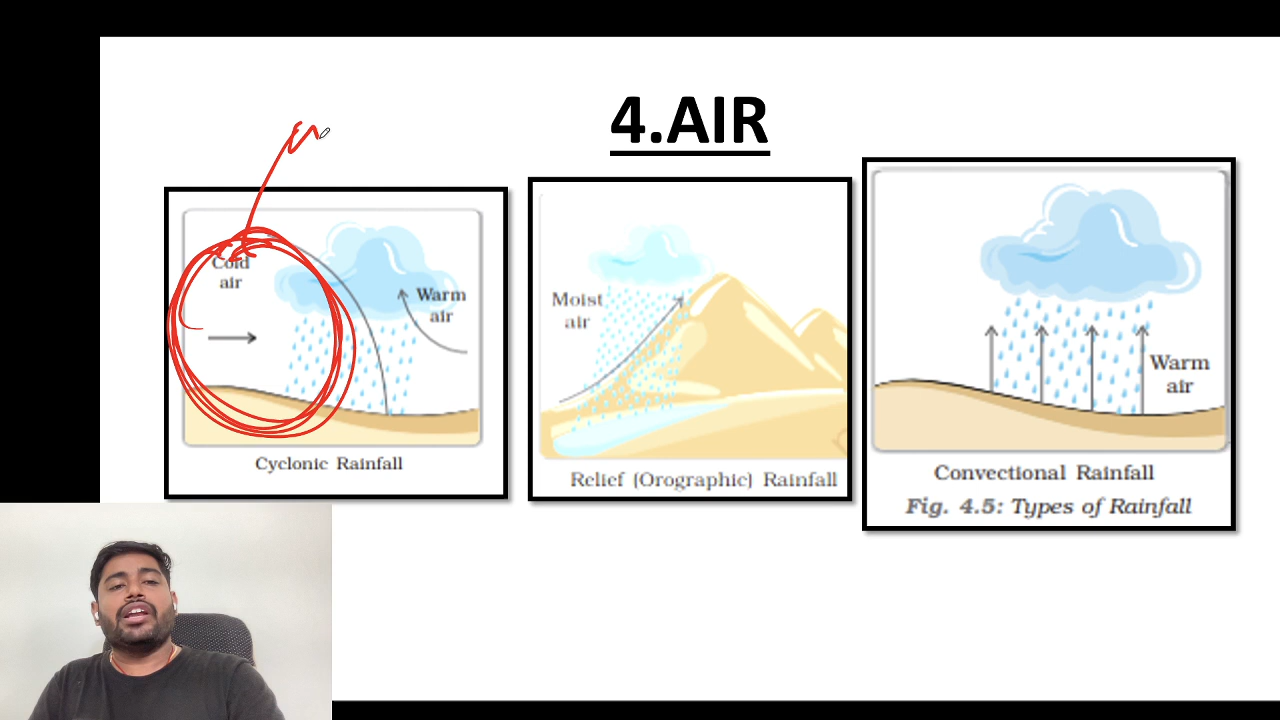 4.AIR
Cold
air
Warm
air
Cyclonic Rainfall
Moist
air
Relief (Orographic) Rainfall
Warm
air
Convectional Rainfall
Fig. 4.5: Types of Rainfall